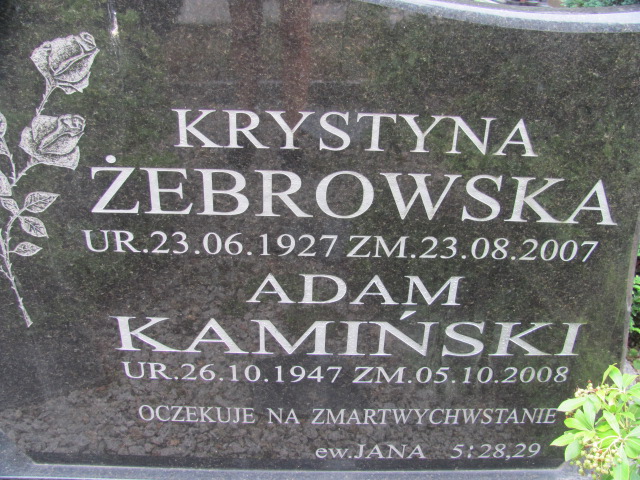 KRYSTYNA
ŻEBROWSKA
UR.23.06.1927 ZM.23.08.2007
ADAM
KAMIŃSKI
UR.26.10.1947 ZM.05.10.2008
OCZEKUJE NA ZMARTWYCHWSTANIE
ew.JANA 5:28,29